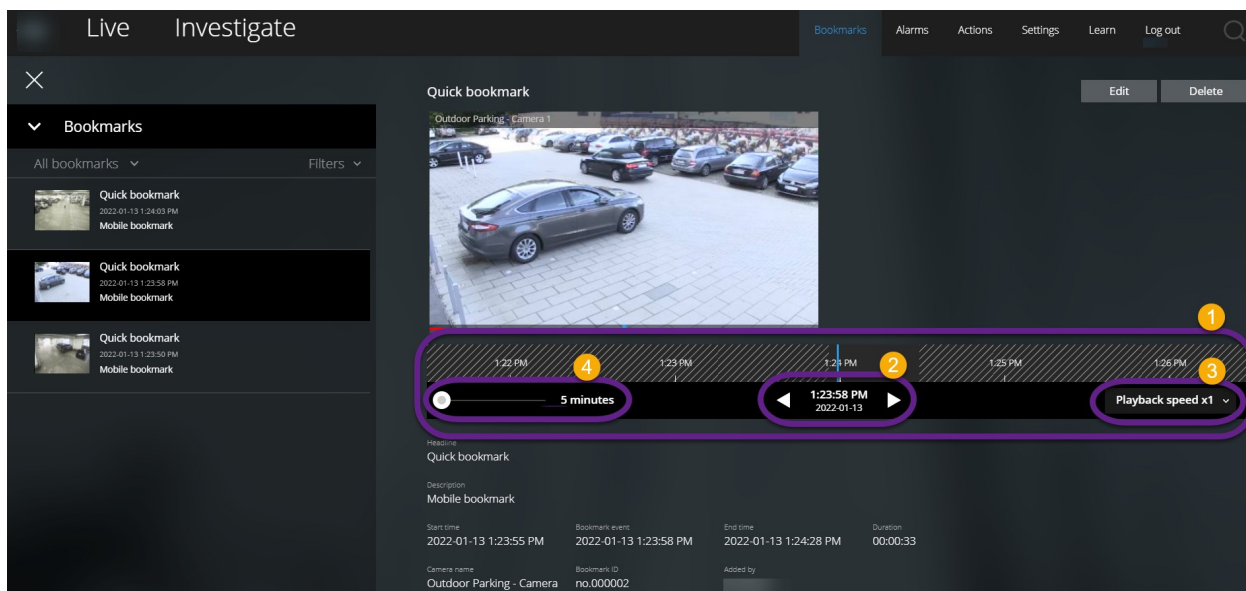 Live Investigate
Bookmarks Alarms Actions Settings Learn Log out
Bookmarks
All bookmarks Filters
Quick bookmark
2022-01-13 1:24:03 PM
Mobile bookmark
Quick bookmark
2022-01-13 1:23:58 PM
Mobile bookmark
Quick bookmark
2022-01-13 1:23:50 PM
Mobile bookmark
Quick bookmark
Edit Delete
Outdoor Parking - Camera 1
1
1:22 PM 1:23 PM 1:24 PM 1:25 PM 1:26 PM
4 2 3
5 minutes
1:23:58 PM
2022-01-13
Playback speed x1
Headline
Quick bookmark
Description
Mobile bookmark
Start time Bookmark event End time Duration
2022-01-13 1:23:55 PM 2022-01-13 1:23:58 PM 2022-01-13 1:24:28 PM 00:00:33
Camera name Bookmark ID Added by
Outdoor Parking - Camera no.000002